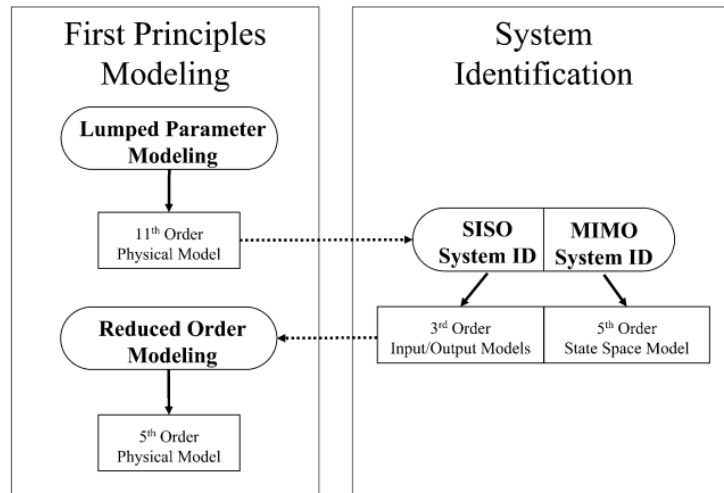 First Principles
Modeling
Lumped Parameter
Modeling
11th Order
Physical Model
Reduced Order
Modeling
5th Order
Physical Model
System
Identification
SISO
System ID
MIMO
System ID
3rd Order
Input/Output Models
5th Order
State Space Model